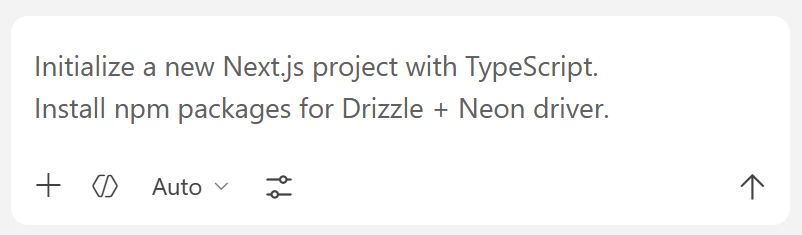 Initialize a new Next.js project with TypeScript.
Install npm packages for Drizzle + Neon driver.
Auto